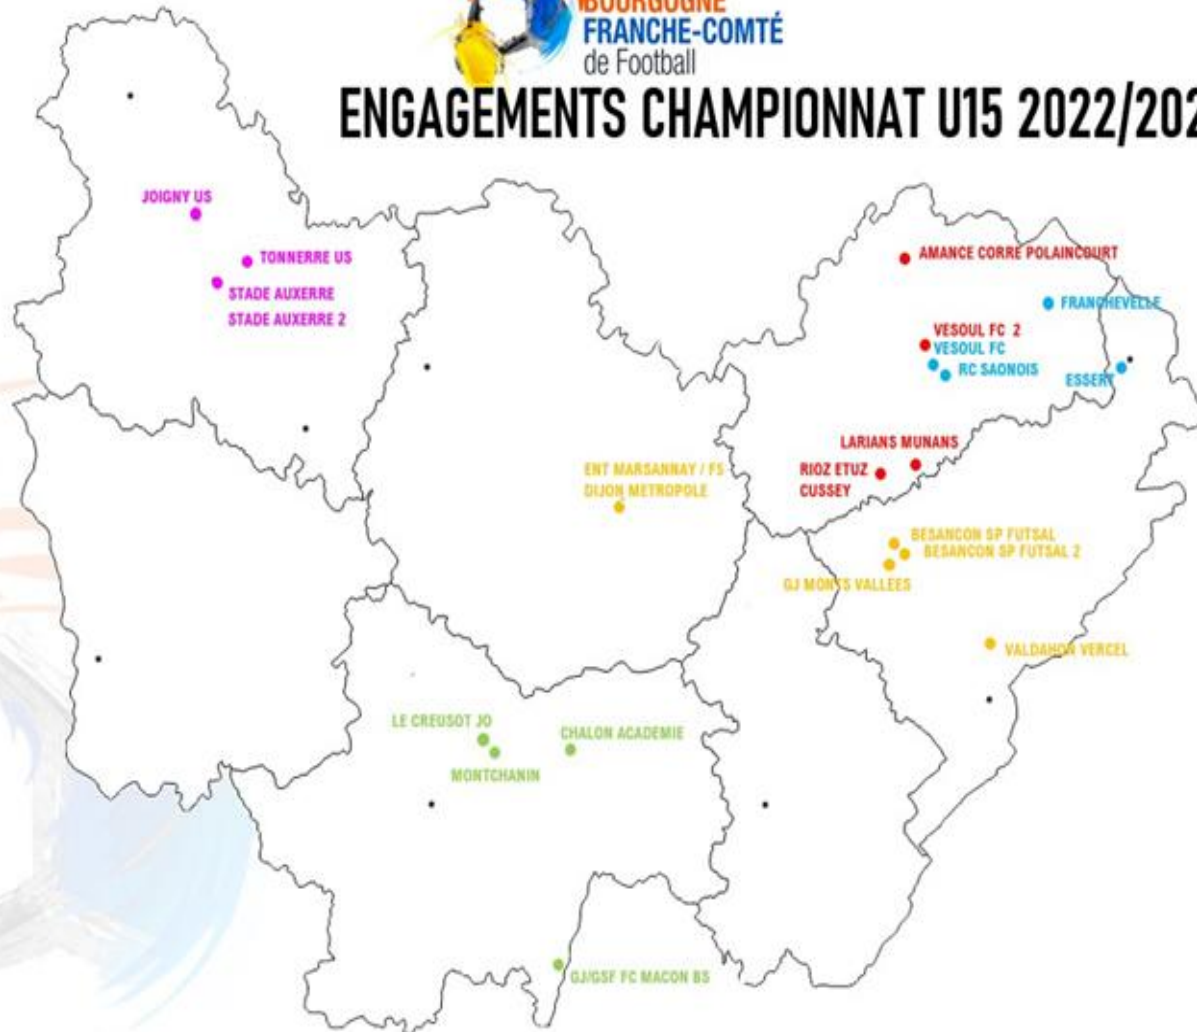 BOURGOGNE
FRANCHE-COMTÉ
de Football
ENGAGEMENTS CHAMPIONNAT U15 2022/202
JOIGNY US
TONNERRE US
STADE AUXERRE
STADE AUXERRE 2
AMANCE CORRE POLAINCOURT
FRANCHEVELLE
VESOUL FC 2
VESOUL FC
RC SAONOIS
ESSERT
LARIANS MUNANS
RIOZ ETUZ
CUSSEY
ENT MARSANNAY / FS
DIJON METROPOLE
BESANCON SP FUTSAL
BESANCON SP FUTSAL 2
GJ MONTS VALLEES
VALDAHON VERCEL
LE CREUSOT JO
CHALON ACADEMIE
MONTCHANIN
GJ/GSF FC MACON BS